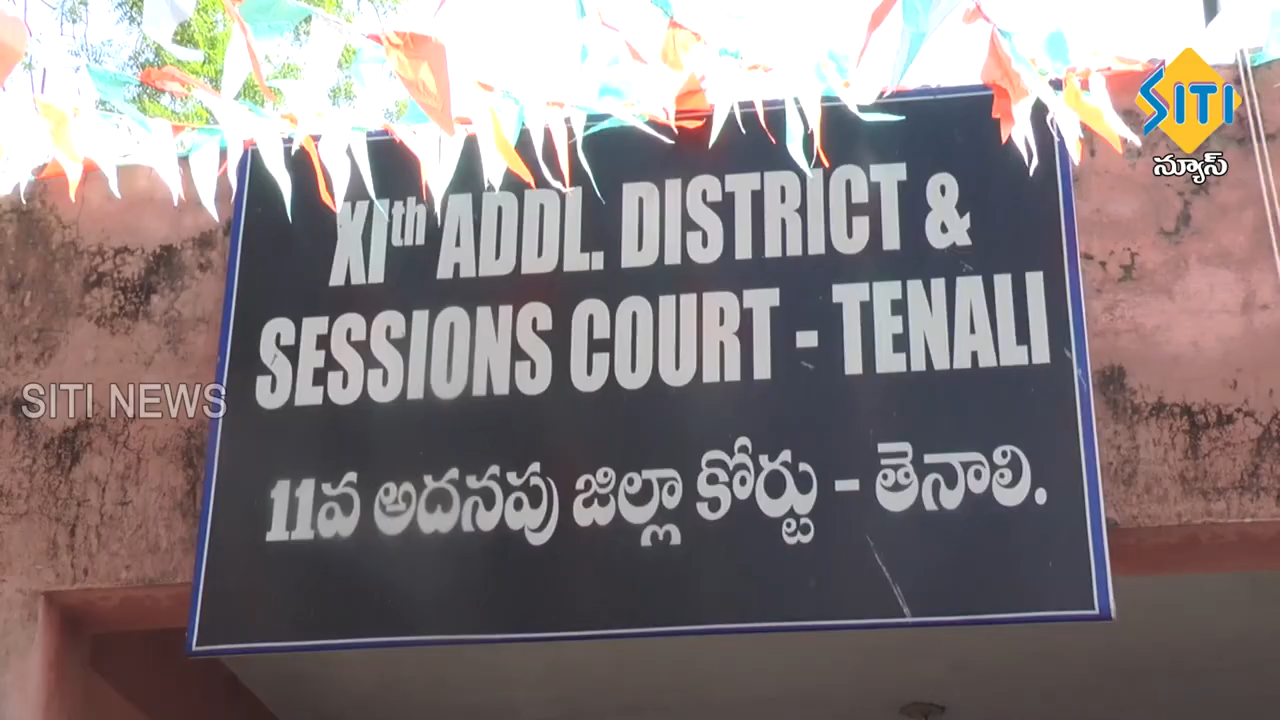 SITI
న్యూస్
XIth ADDL. DISTRICT &
SESSIONS COURT - TENALI
SITI NEWS
11వ అదనపు జిల్లా కోర్టు - తెనాలి.